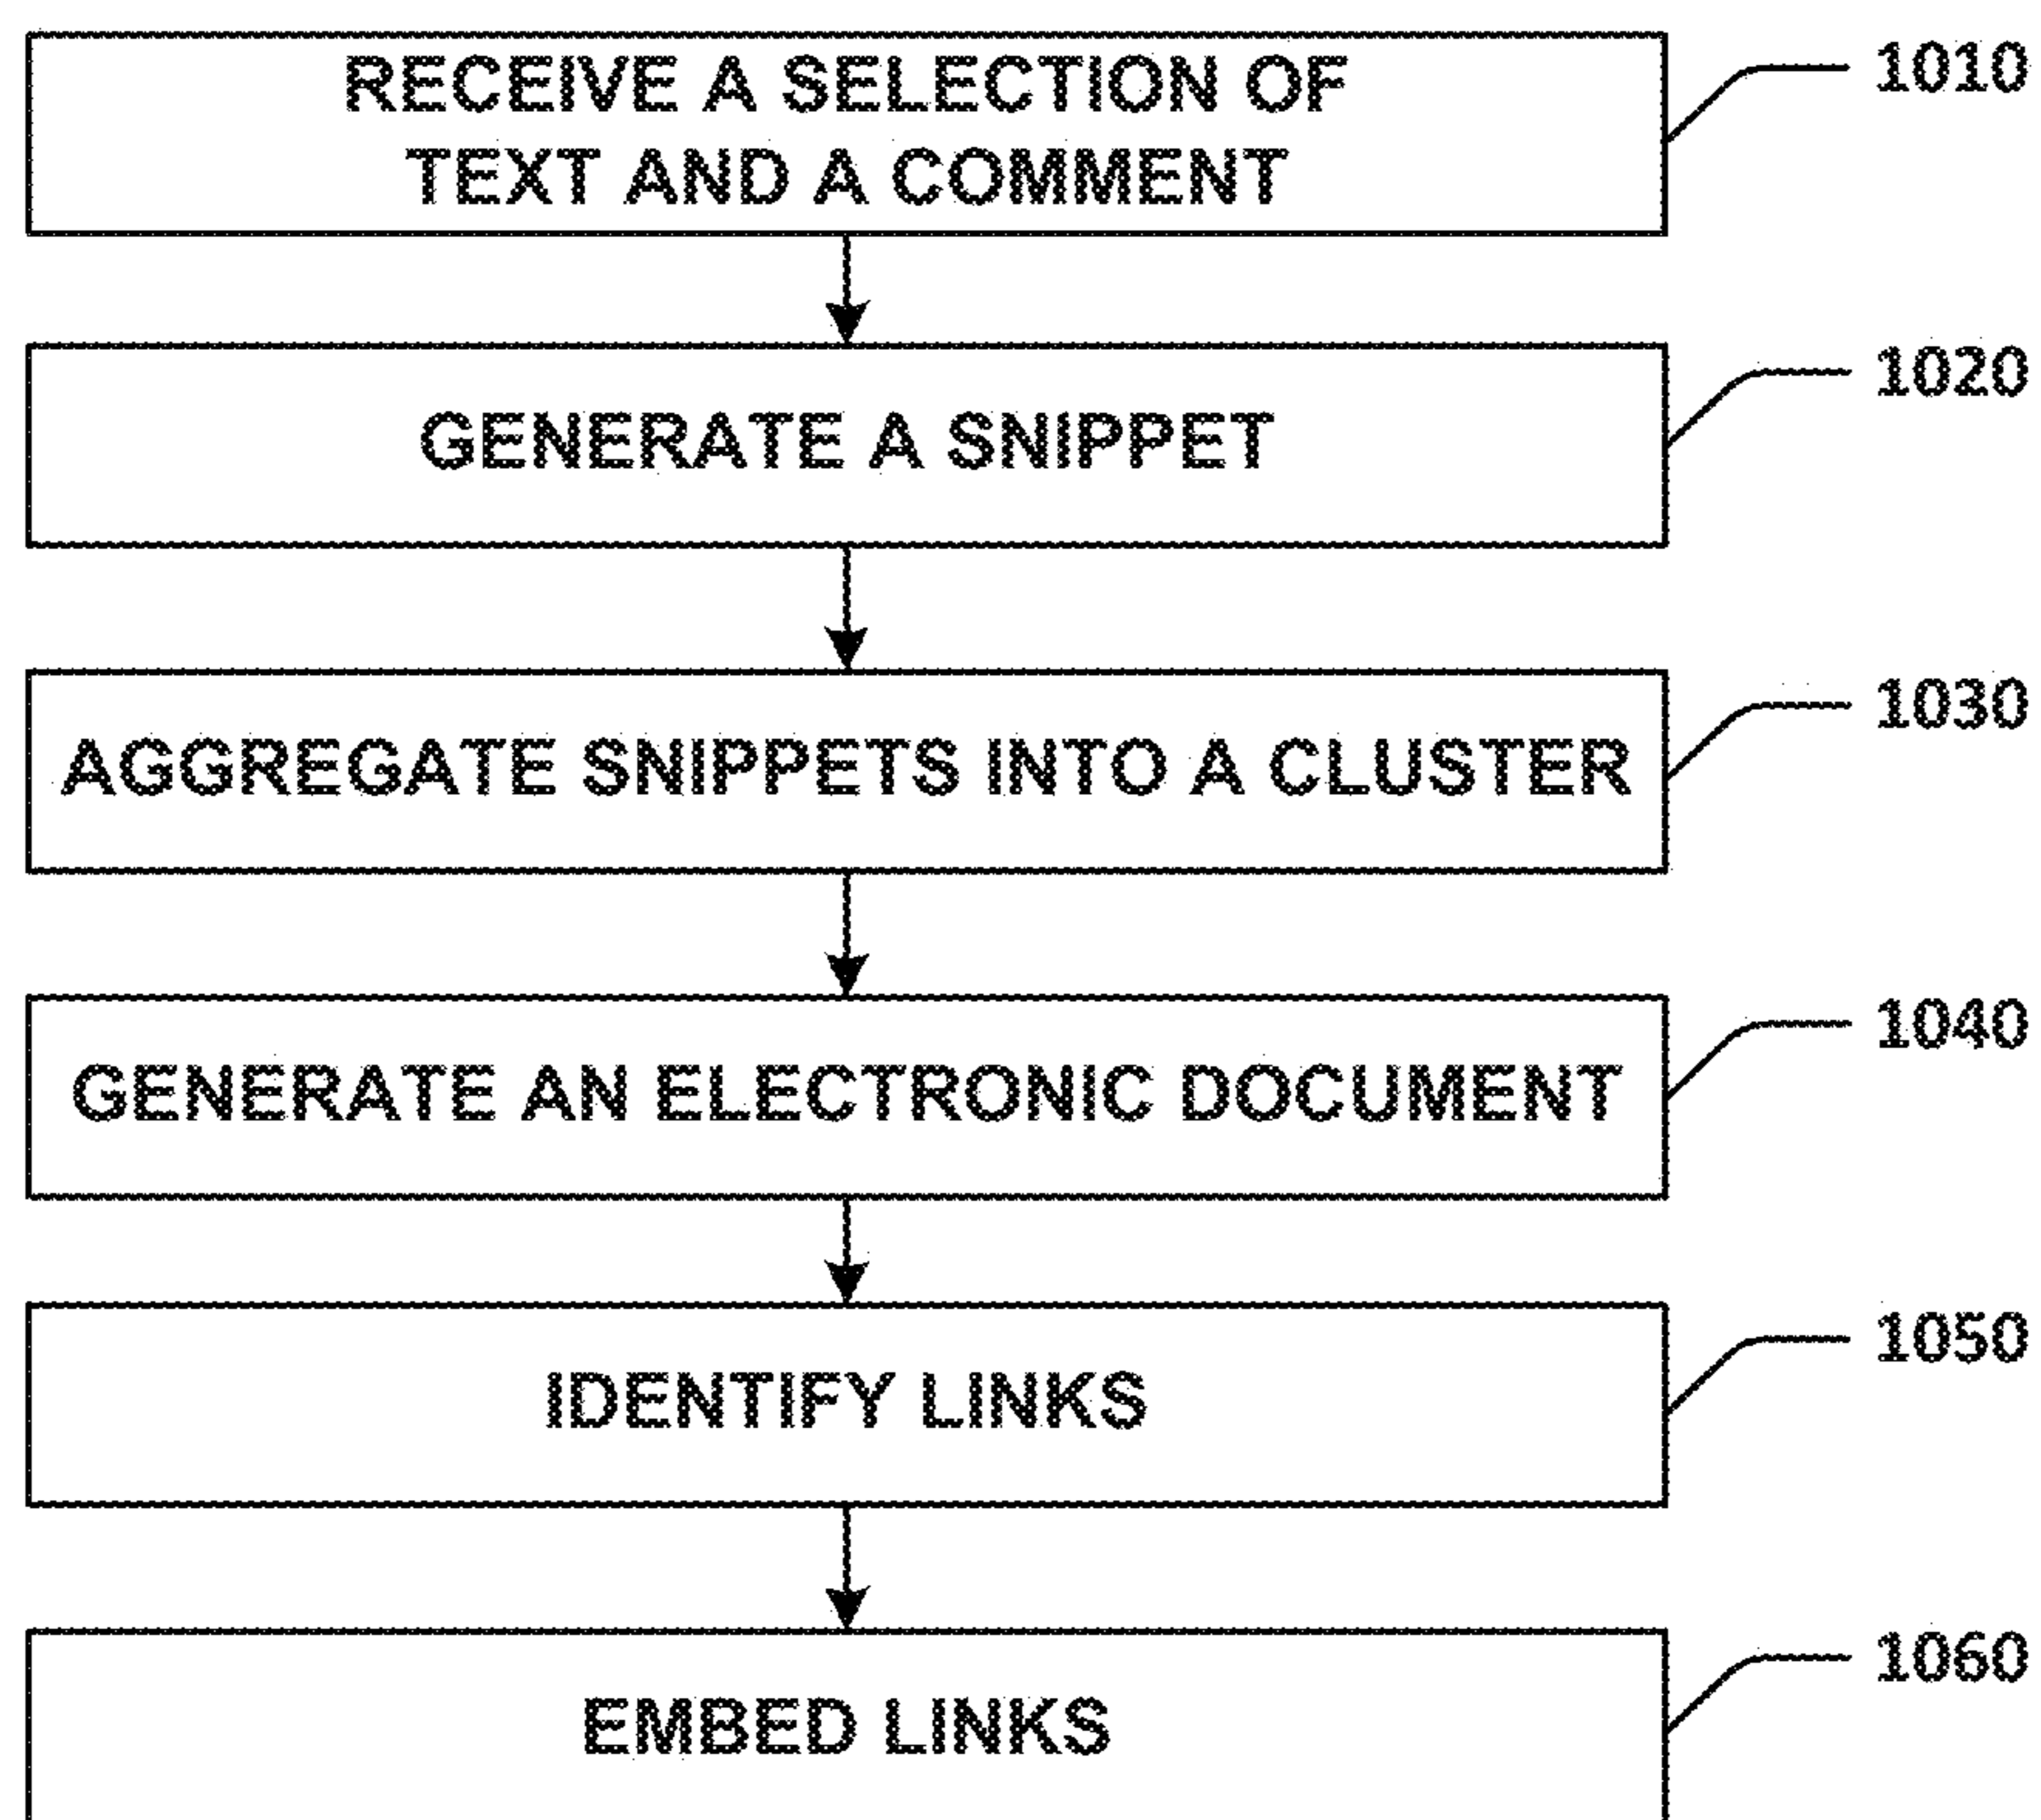 RECEIVE A SELECTION OF
TEXT AND A COMMENT
1010
GENERATE A SNIPPET
1020
AGGREGATE SNIPPETS INTO A CLUSTER
1030
GENERATE AN ELECTRONIC DOCUMENT
1040
IDENTIFY LINKS
1050
EMBED LINKS
1060